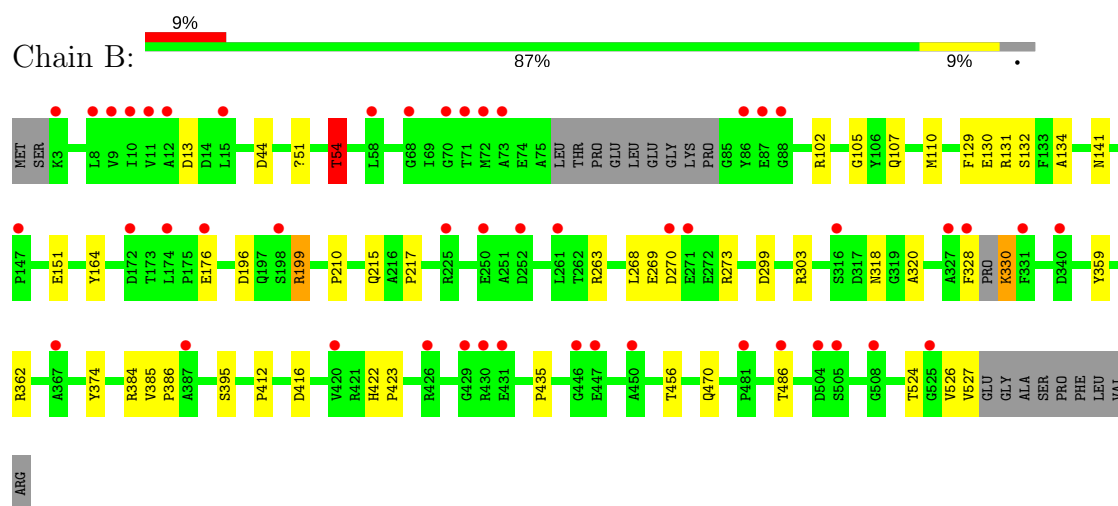 9%
Chain B:
87% 9% •
MET SER K3 L8 V9 I10 V11 A12 D13 D14 L15 D44 ?51 T54 L58 G68 I69 G70 T71 M72 A73 E74 A75 LEU THR PRO GLU LEU GLU GLY LYS PRO G85 Y86 E87 G88 R102 G105 Y106 Q107 M110 F129 E130 R131 S132 F133 A134 N141
P147 E151 Y164 D172 T173 L174 P175 E176 D196 Q197 S198 R199 P210 Q215 A216 P217 R225 E250 A251 D252 L261 T262 R263 L268 E269 D270 E271 E272 R273 D299 R303 S316 D317 N318 G319 A320 A327 F328 PRO K330 F331 D340 Y359
R362 A367 Y374 R384 V385 P386 A387 S395 P412 D416 V420 R421 H422 P423 R426 G429 R430 E431 P435 G446 E447 A450 T456 Q470 P481 T486 D504 S505 G508 T524 G525 V526 V527 GLU GLY ALA SER PRO PHE LEU VAL
ARG